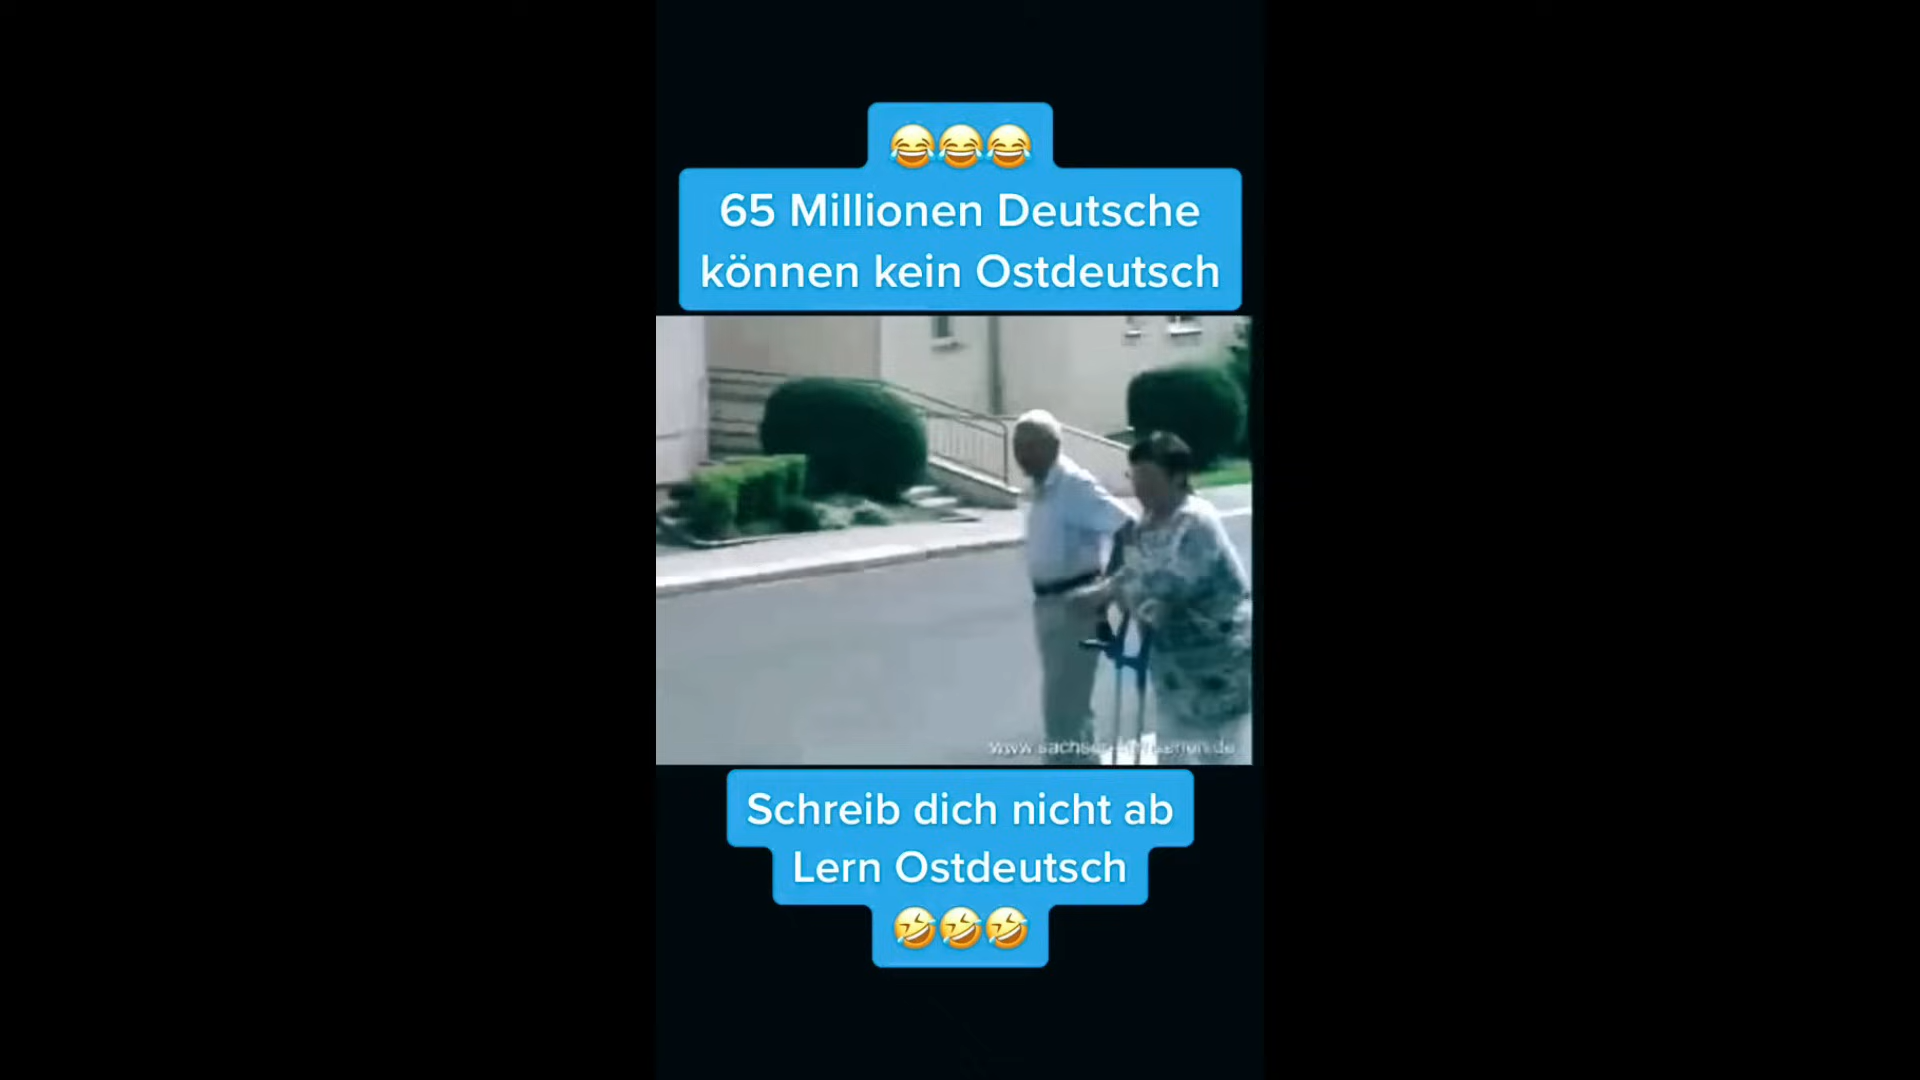 😂😂😂
65 Millionen Deutsche
können kein Ostdeutsch
Schreib dich nicht ab
Lern Ostdeutsch
🤣🤣🤣